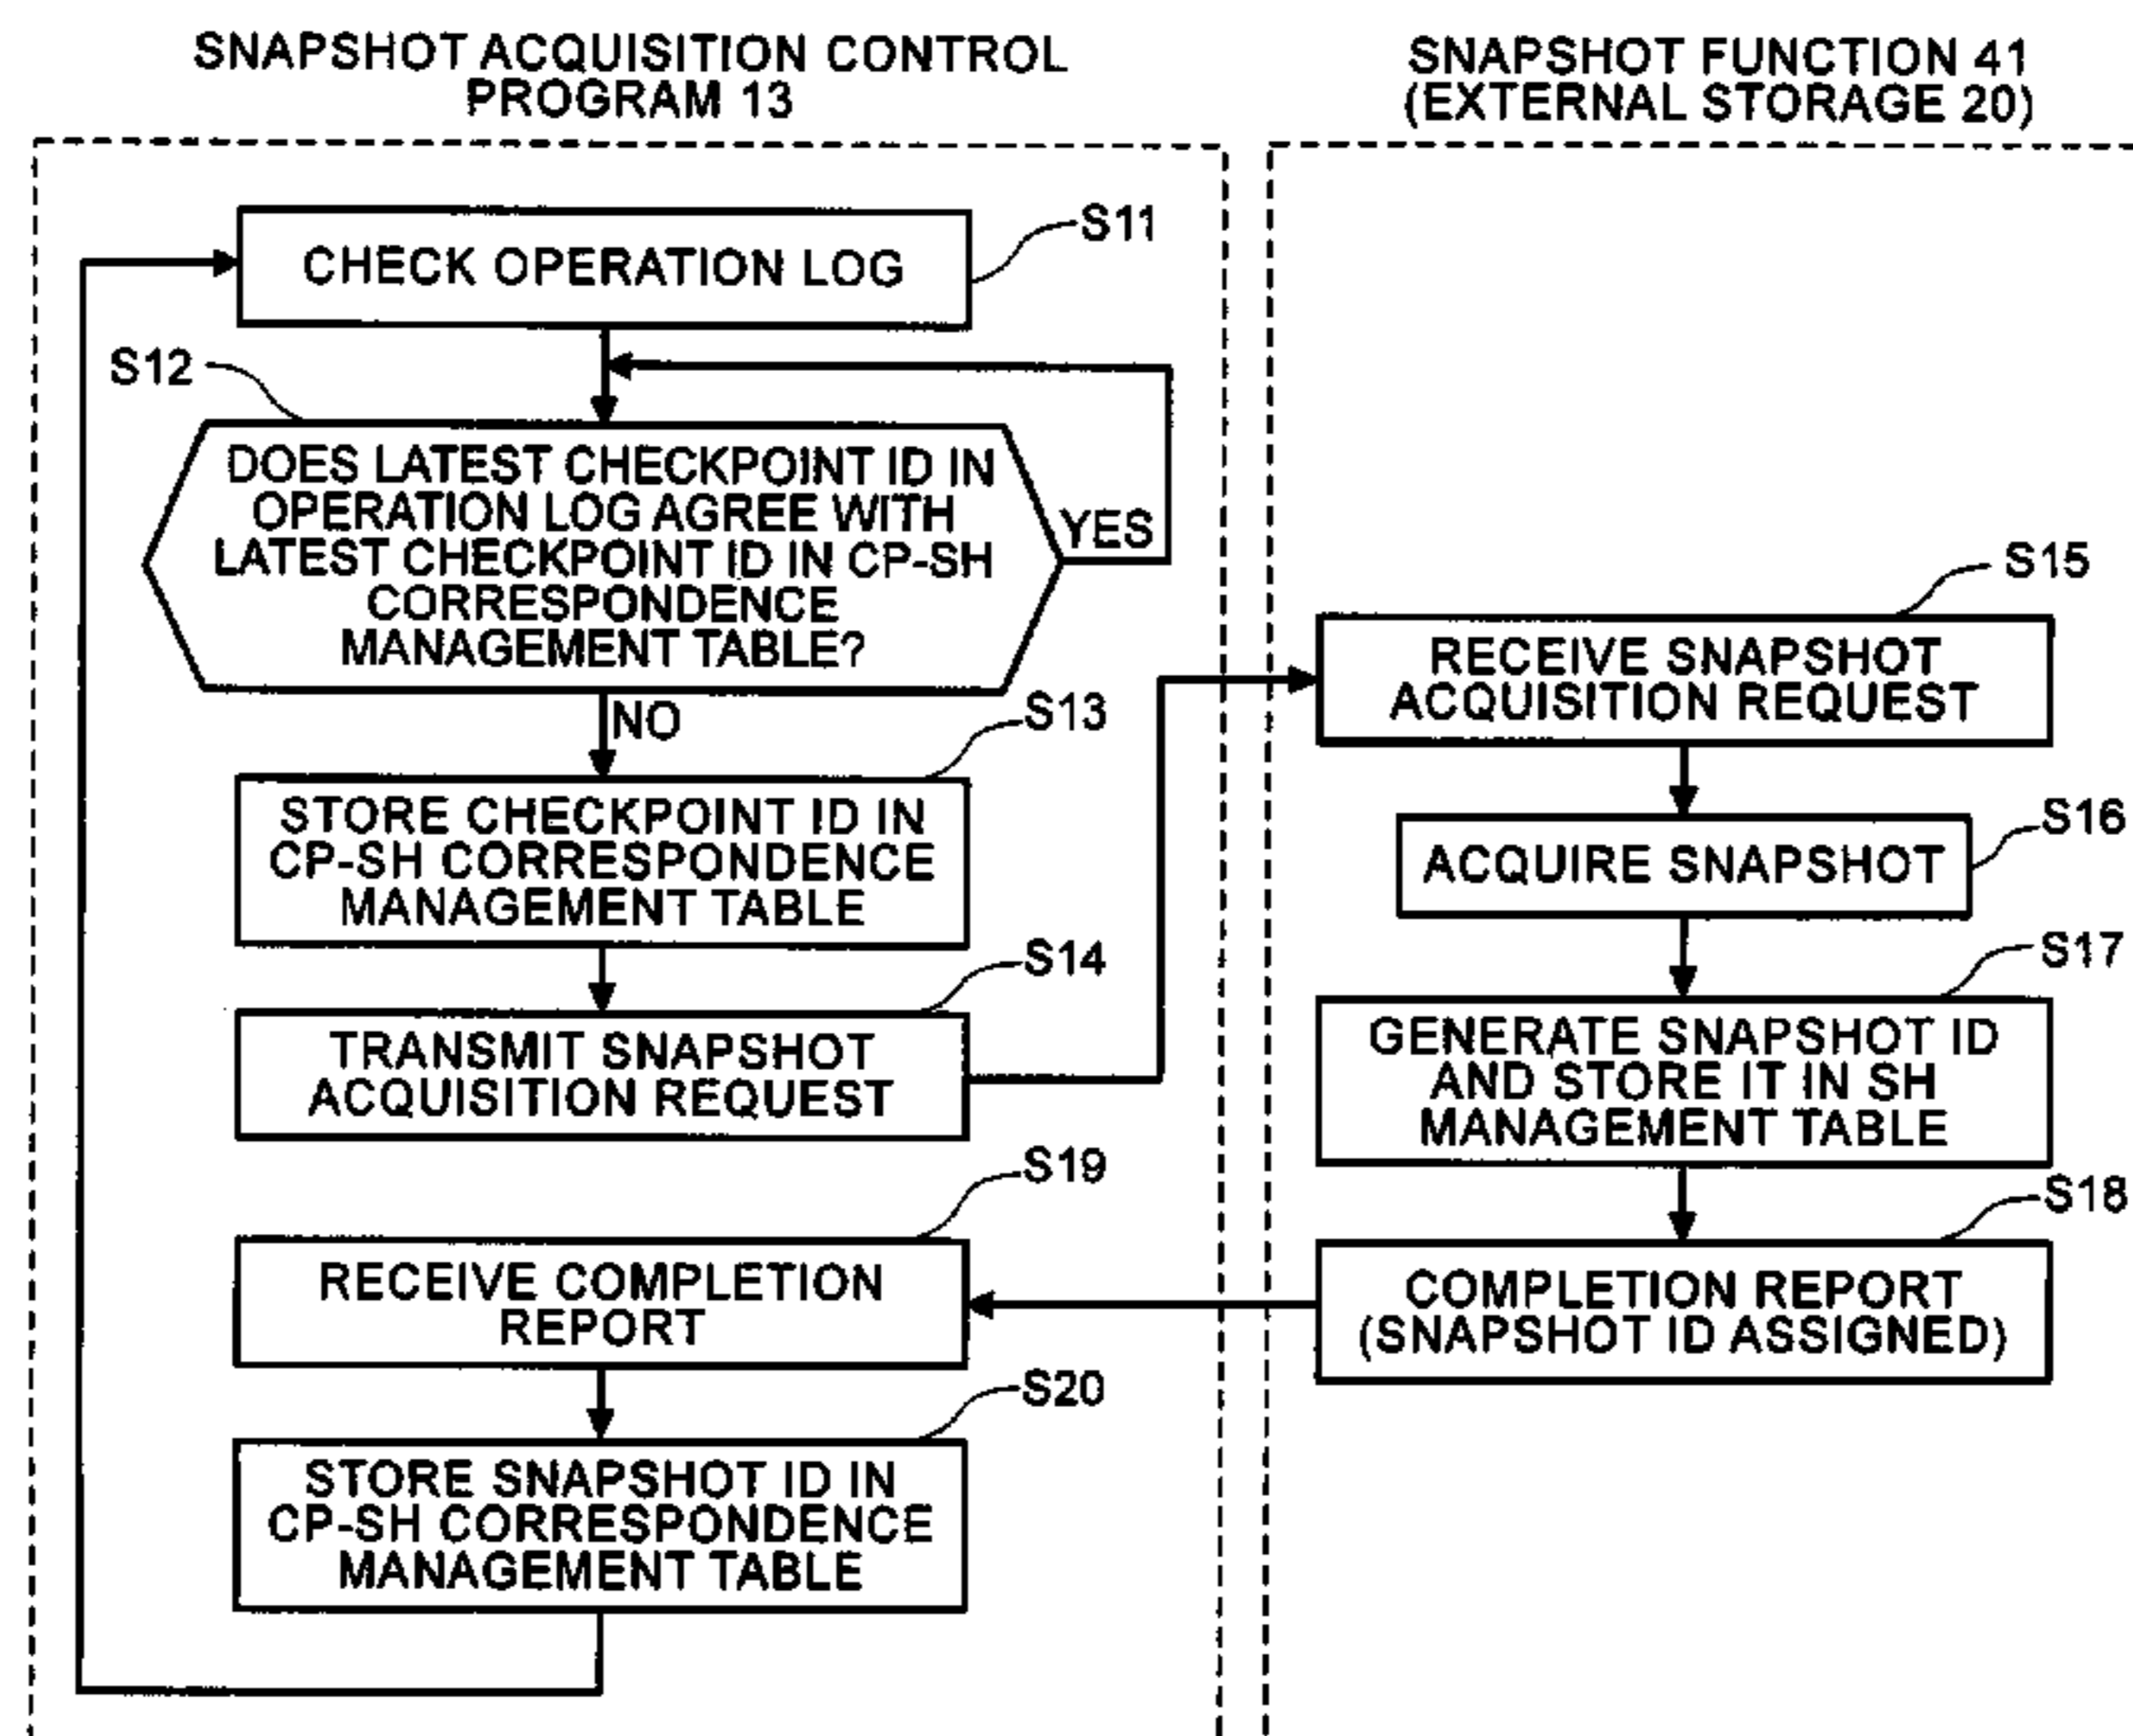 SNAPSHOT ACQUISITION CONTROL
PROGRAM 13
SNAPSHOT FUNCTION 41
(EXTERNAL STORAGE 20)
S11
CHECK OPERATION LOG
S12
DOES LATEST CHECKPOINT ID IN
OPERATION LOG AGREE WITH
LATEST CHECKPOINT ID IN CP-SH
CORRESPONDENCE
MANAGEMENT TABLE?
YES
NO
S13
STORE CHECKPOINT ID IN
CP-SH CORRESPONDENCE
MANAGEMENT TABLE
S14
TRANSMIT SNAPSHOT
ACQUISITION REQUEST
S15
RECEIVE SNAPSHOT
ACQUISITION REQUEST
S16
ACQUIRE SNAPSHOT
S17
GENERATE SNAPSHOT ID
AND STORE IT IN SH
MANAGEMENT TABLE
S18
COMPLETION REPORT
(SNAPSHOT ID ASSIGNED)
S19
RECEIVE COMPLETION
REPORT
S20
STORE SNAPSHOT ID IN
CP-SH CORRESPONDENCE
MANAGEMENT TABLE